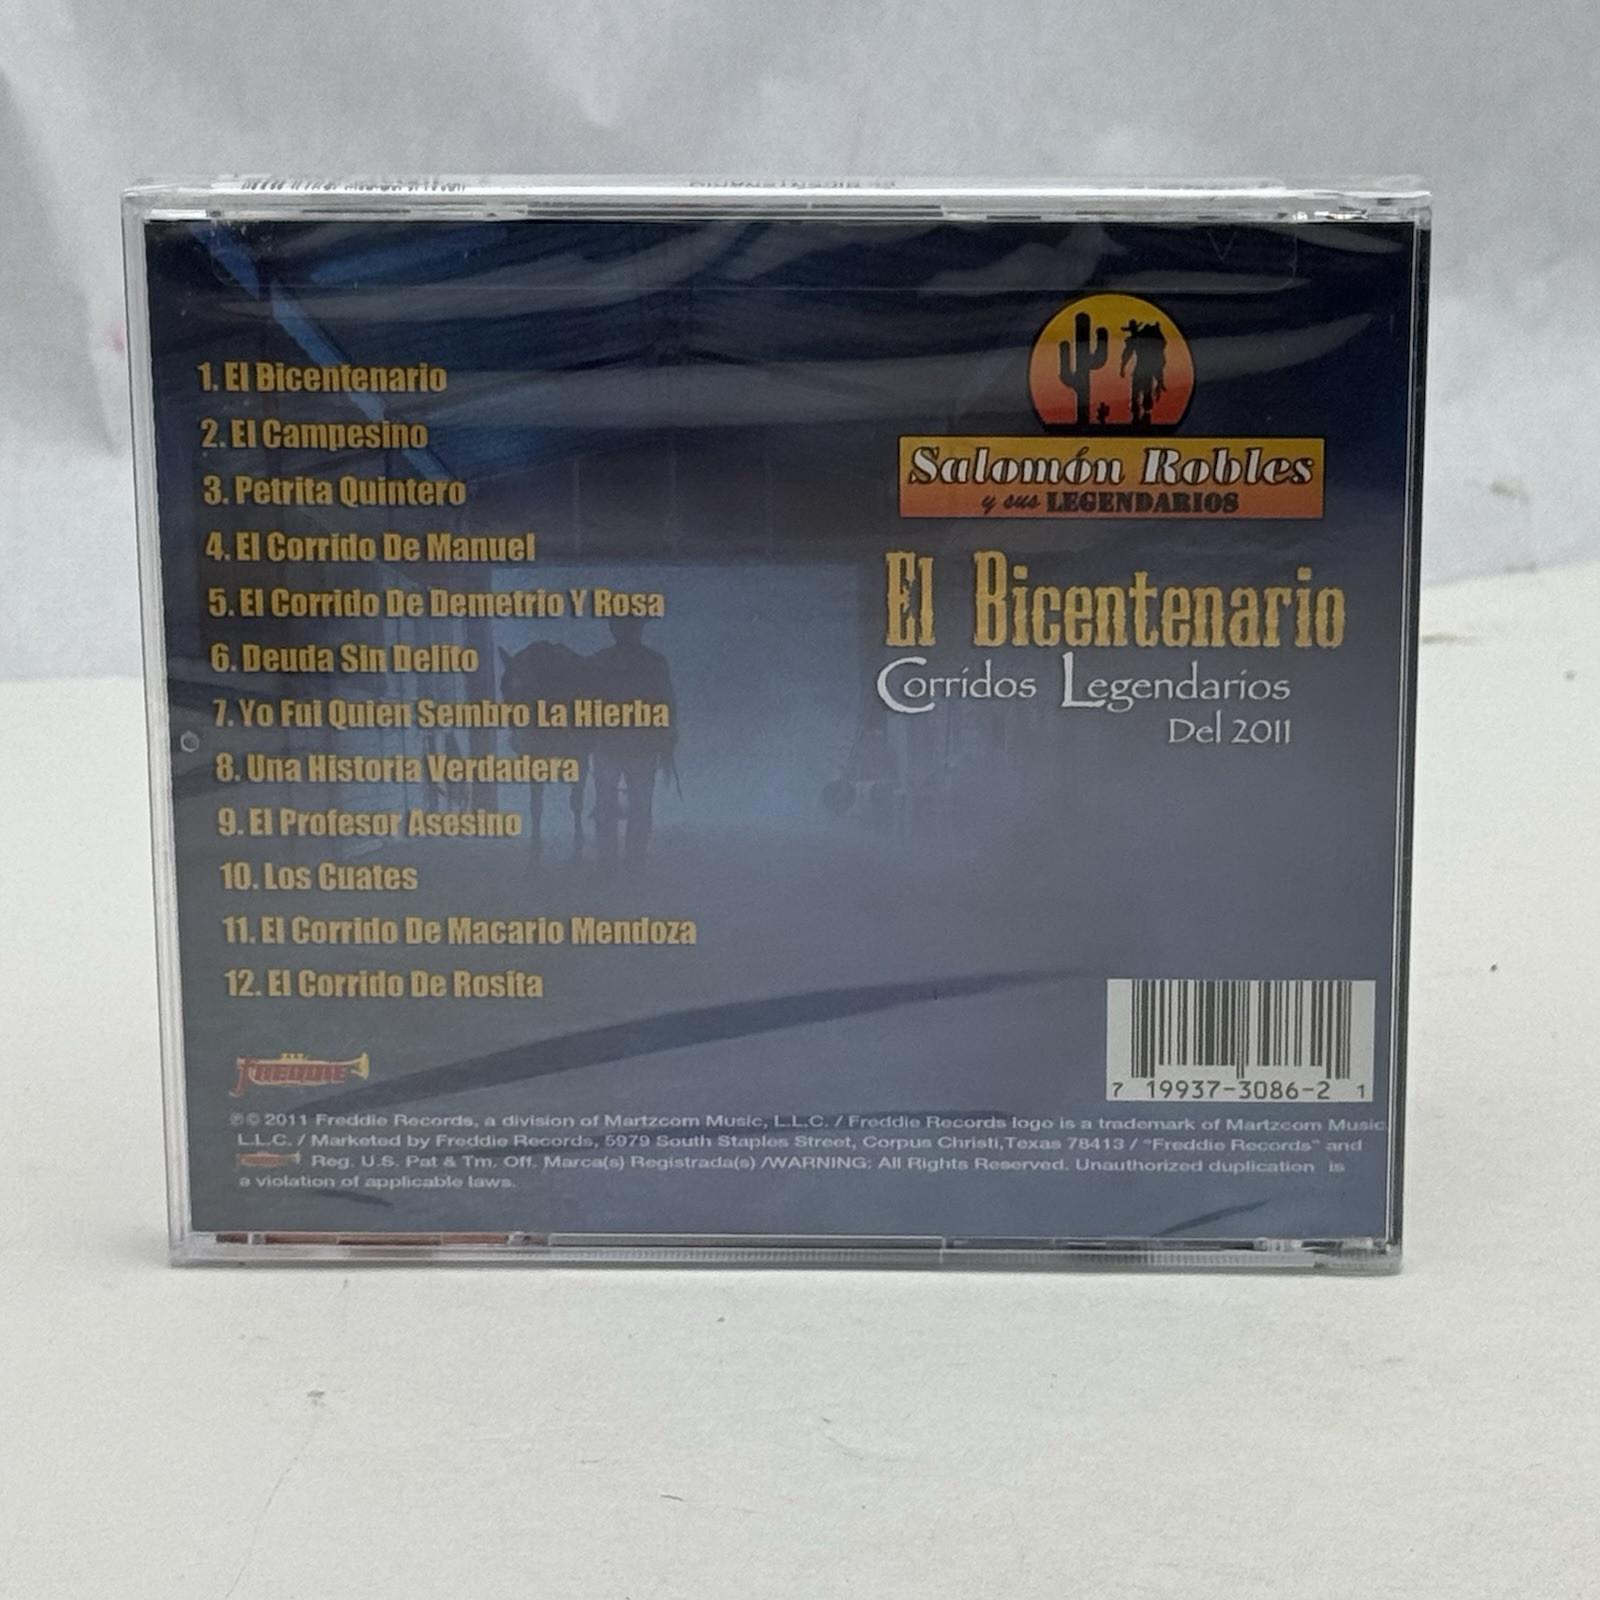 1. El Bicentenario
2. El Campesino
3. Petrita Quintero
4. El Corrido De Manuel
5. El Corrido De Demetrio Y Rosa
6. Deuda Sin Delito
7. Yo Fui Quien Sembro La Hierba
8. Una Historia Verdadera
9. El Profesor Asesino
10. Los Cuates
11. El Corrido De Macario Mendoza
12. El Corrido De Rosita
Salomón Robles
y sus LEGENDARIOS
El Bicentenario
Corridos Legendarios
Del 2011
7 19937-3086-2 1
FREDDIE
℗© 2011 Freddie Records, a division of Martzcom Music, L.L.C. / Freddie Records logo is a trademark of Martzcom Music
L.L.C. / Marketed by Freddie Records, 5979 South Staples Street, Corpus Christi, Texas 78413 / "Freddie Records" and
Reg. U.S. Pat & Tm. Off. Marca(s) Registrada(s) /WARNING: All Rights Reserved. Unauthorized duplication is
a violation of applicable laws.